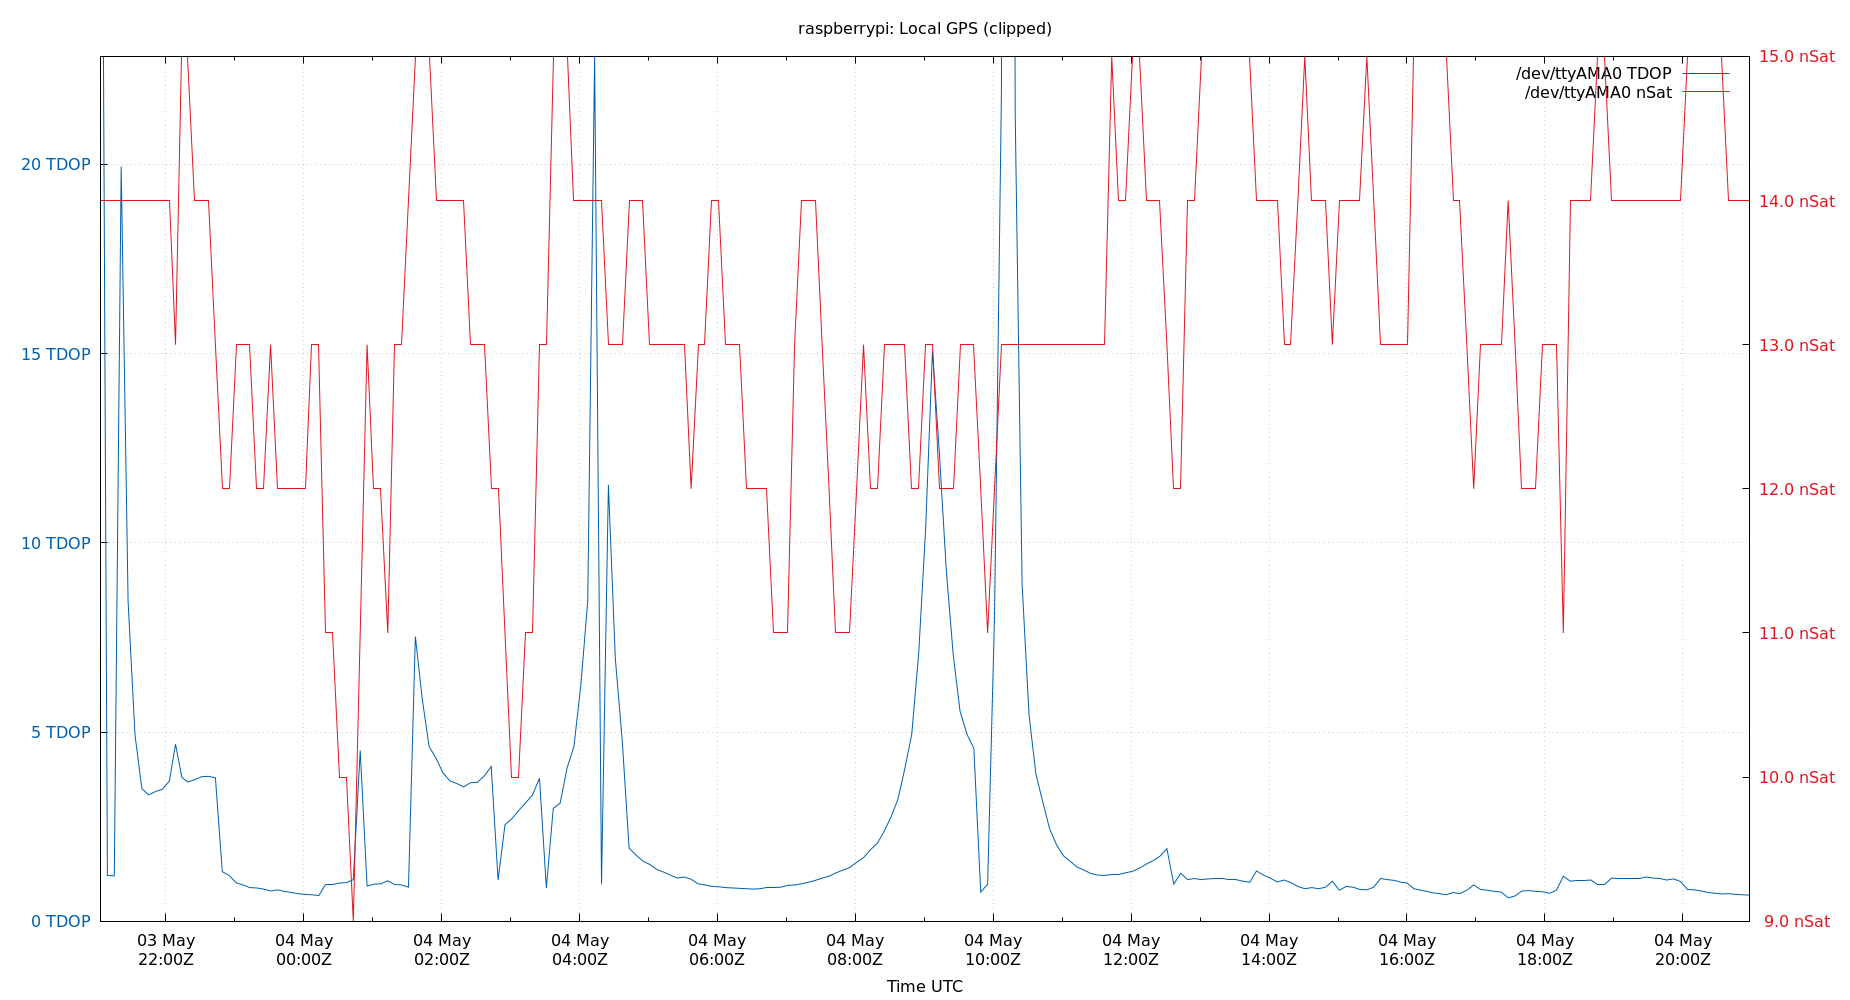 raspberrypi: Local GPS (clipped)
/dev/ttyAMA0 TDOP
/dev/ttyAMA0 nSat
20 TDOP
15 TDOP
10 TDOP
5 TDOP
0 TDOP
15.0 nSat
14.0 nSat
13.0 nSat
12.0 nSat
11.0 nSat
10.0 nSat
9.0 nSat
03 May 04 May 04 May 04 May 04 May 04 May 04 May 04 May 04 May 04 May 04 May 04 May
22:00Z 00:00Z 02:00Z 04:00Z 06:00Z 08:00Z 10:00Z 12:00Z 14:00Z 16:00Z 18:00Z 20:00Z
Time UTC